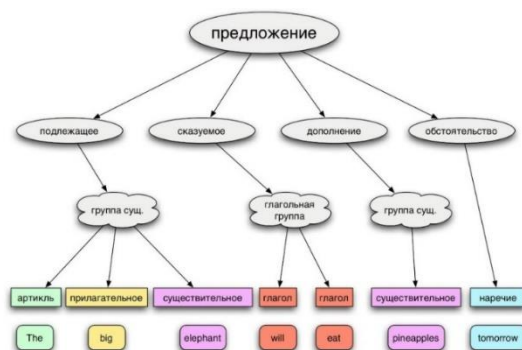 предложение
подлежащее сказуемое дополнение обстоятельство
группа сущ. глагольная группа группа сущ.
артикль прилагательное существительное глагол глагол существительное наречие
The big elephant will eat pineapples tomorrow